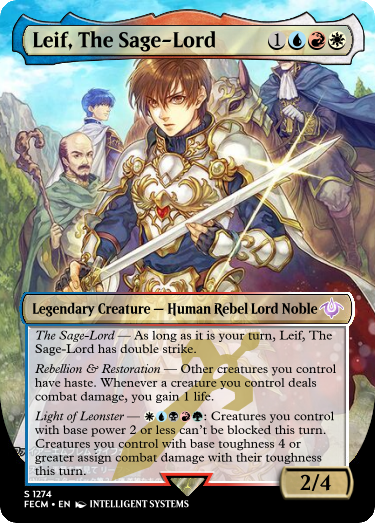 Leif, The Sage-Lord 1
Legendary Creature — Human Rebel Lord Noble
The Sage-Lord — As long as it is your turn, Leif, The
Sage-Lord has double strike.
Rebellion & Restoration — Other creatures you control
have haste. Whenever a creature you control deals
combat damage, you gain 1 life.
Light of Leonster — : Creatures you control
with base power 2 or less can't be blocked this turn.
Creatures you control with base toughness 4 or
greater assign combat damage with their toughness
this turn.
2/4
S 1274
FECM • EN INTELLIGENT SYSTEMS